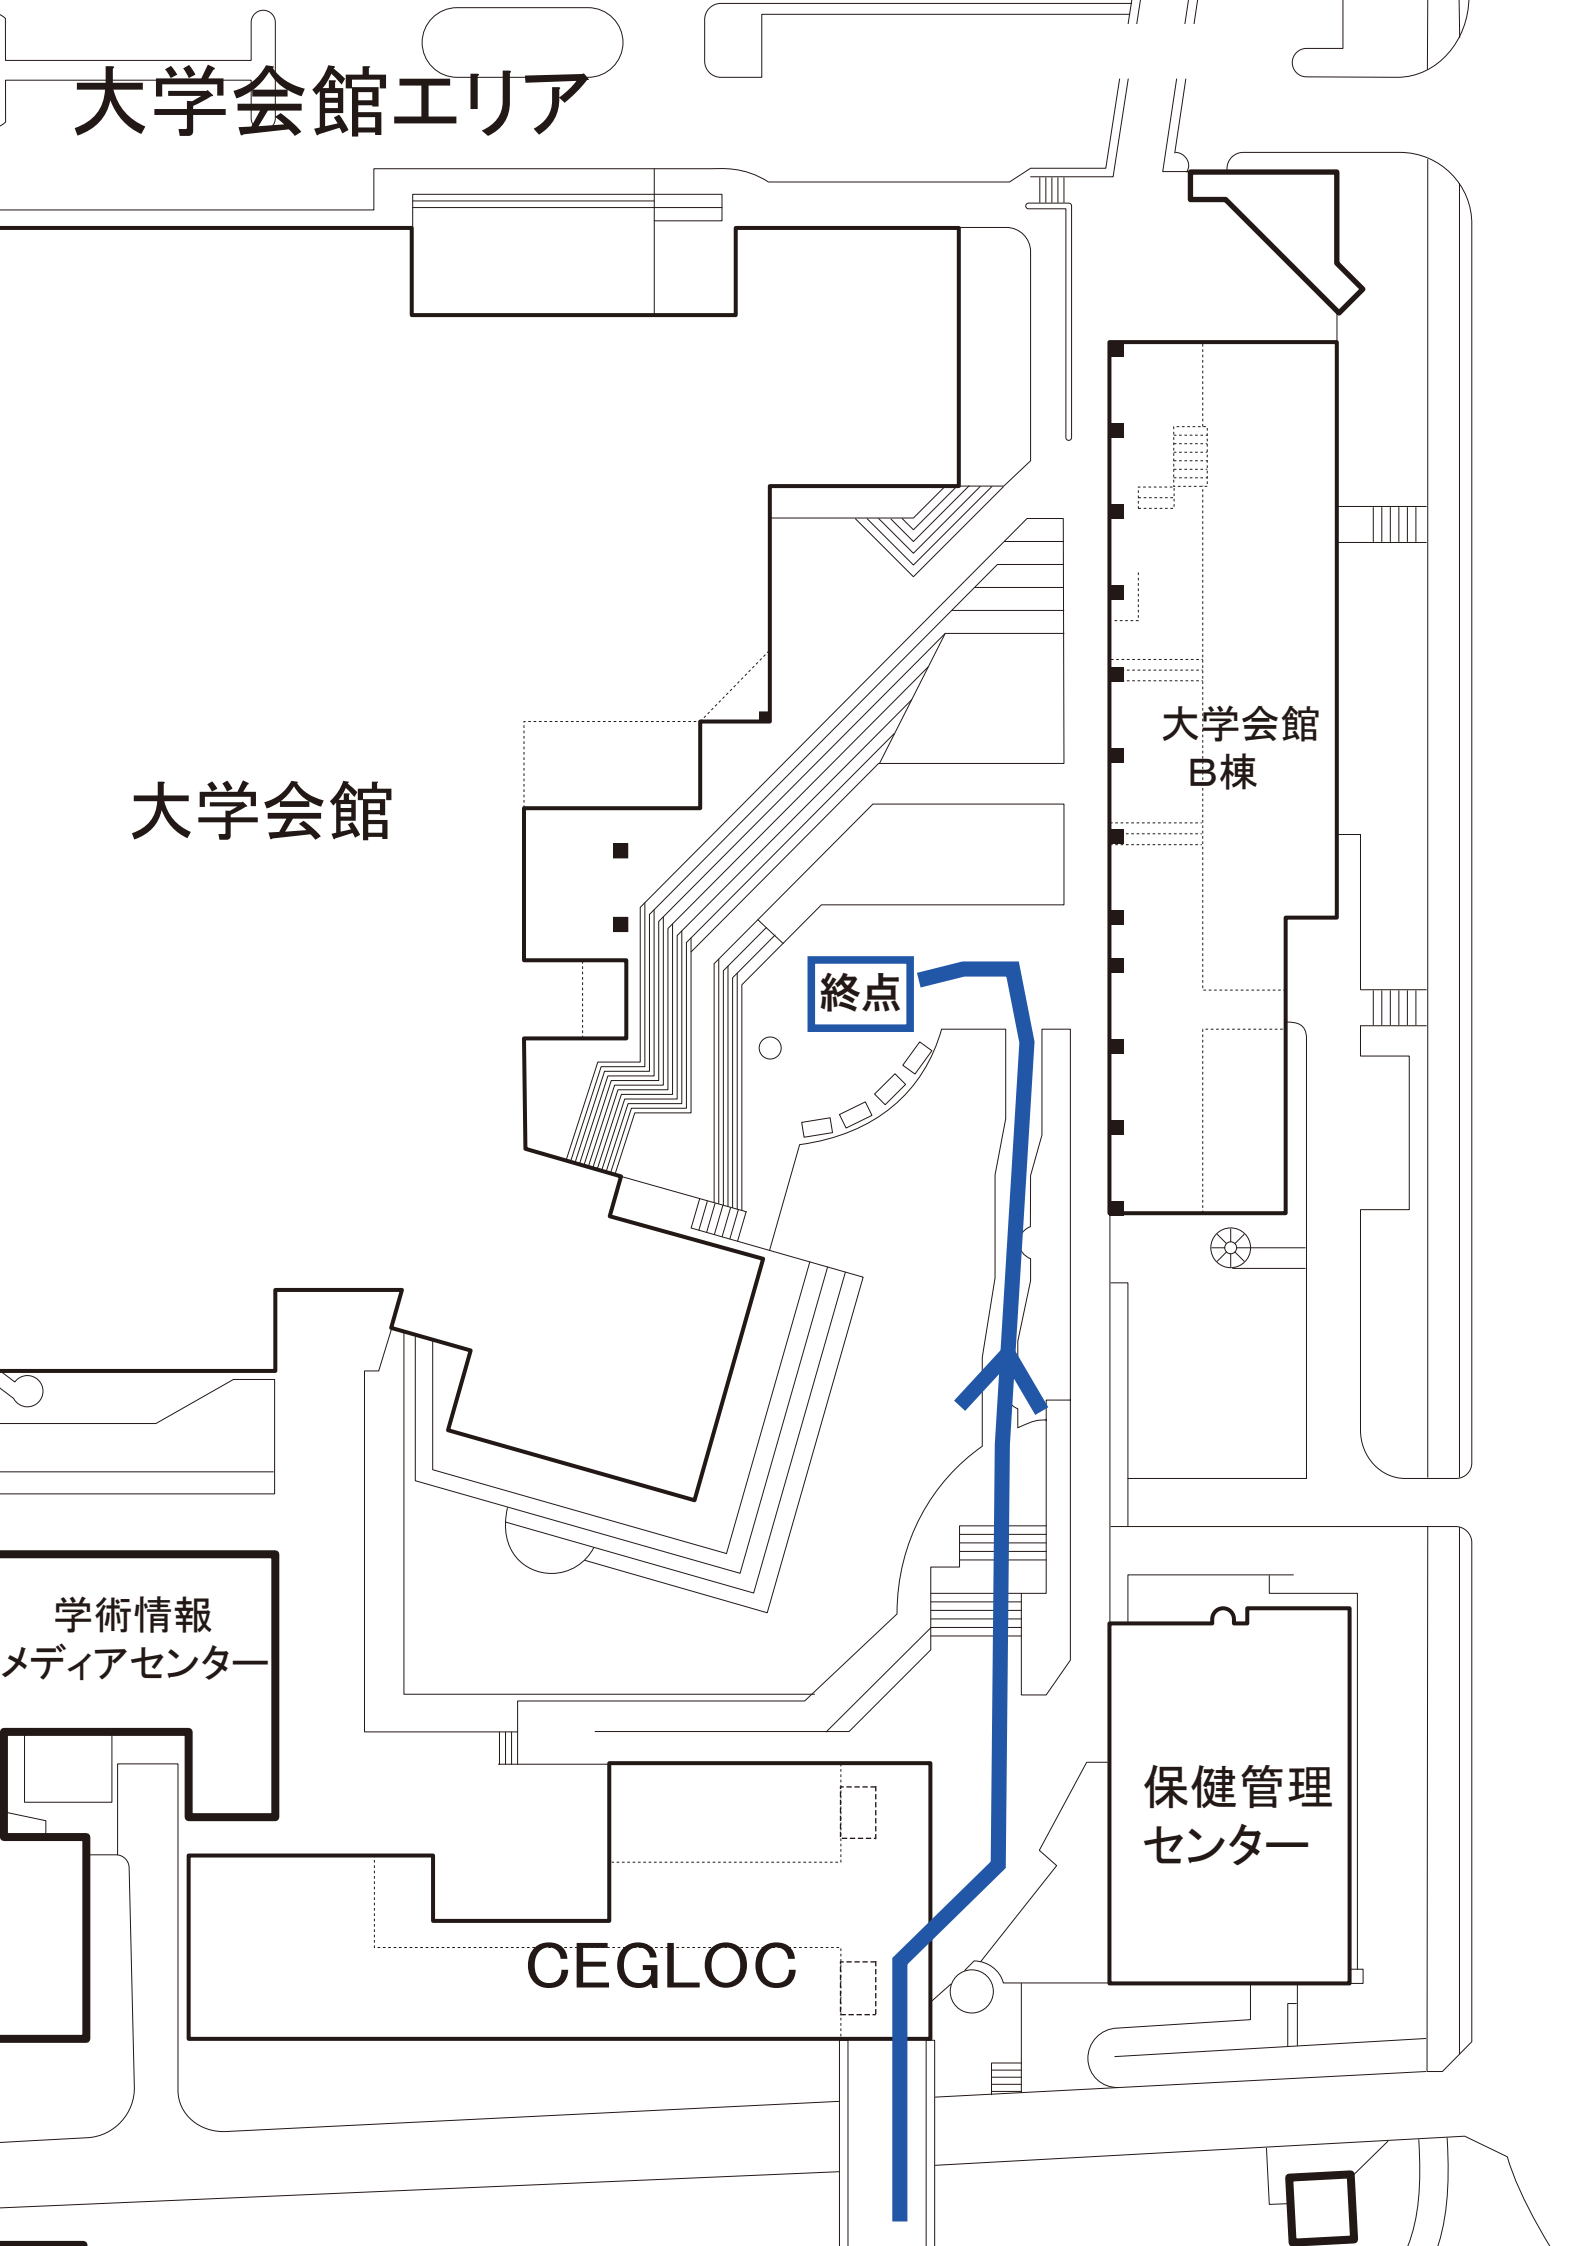 大学会館エリア
大学会館
B棟
大学会館
終点
学術情報
メディアセンター
保健管理
センター
CEGLOC